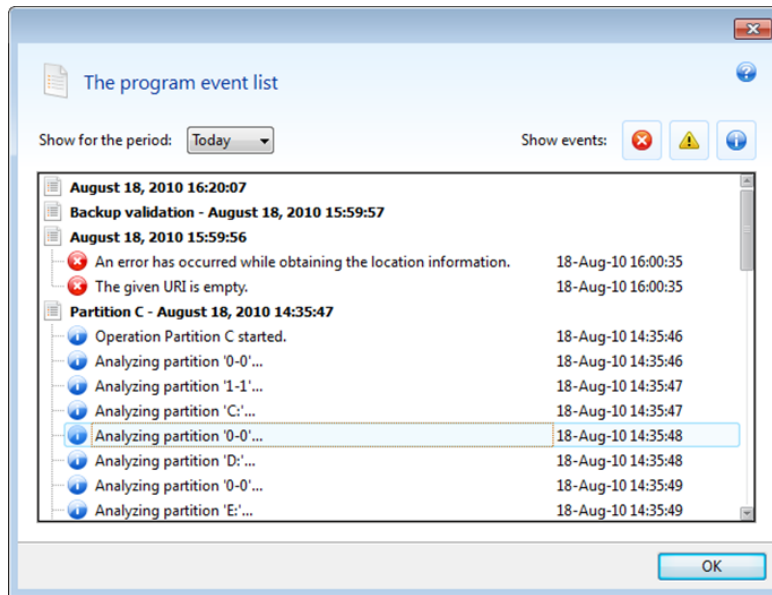 The program event list
Show for the period: Today Show events:
August 18, 2010 16:20:07
Backup validation - August 18, 2010 15:59:57
August 18, 2010 15:59:56
An error has occurred while obtaining the location information. 18-Aug-10 16:00:35
The given URI is empty. 18-Aug-10 16:00:35
Partition C - August 18, 2010 14:35:47
Operation Partition C started. 18-Aug-10 14:35:46
Analyzing partition '0-0'... 18-Aug-10 14:35:46
Analyzing partition '1-1'... 18-Aug-10 14:35:47
Analyzing partition 'C:'... 18-Aug-10 14:35:47
Analyzing partition '0-0'... 18-Aug-10 14:35:48
Analyzing partition 'D:'... 18-Aug-10 14:35:48
Analyzing partition '0-0'... 18-Aug-10 14:35:49
Analyzing partition 'E:'... 18-Aug-10 14:35:49
OK